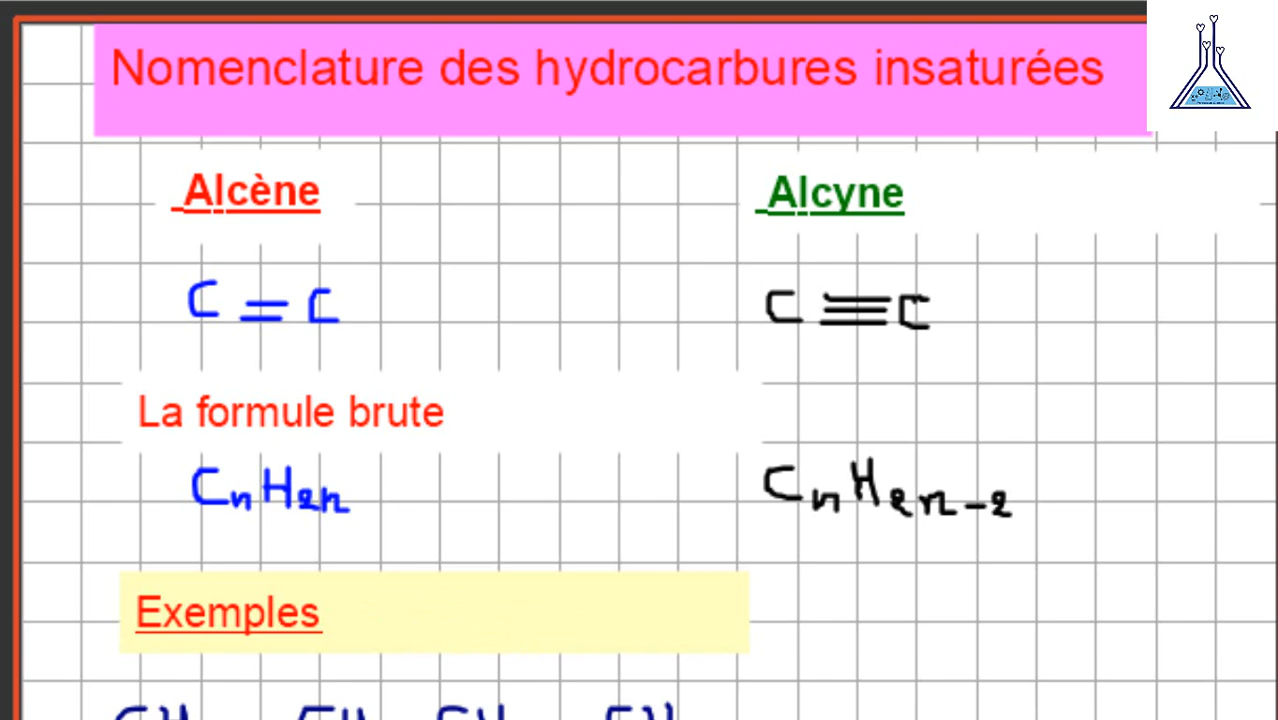 Nomenclature des hydrocarbures insaturées
Alcène
Alcyne
C = C
C ≡ C
La formule brute
CnH2n
CnH2n-2
Exemples